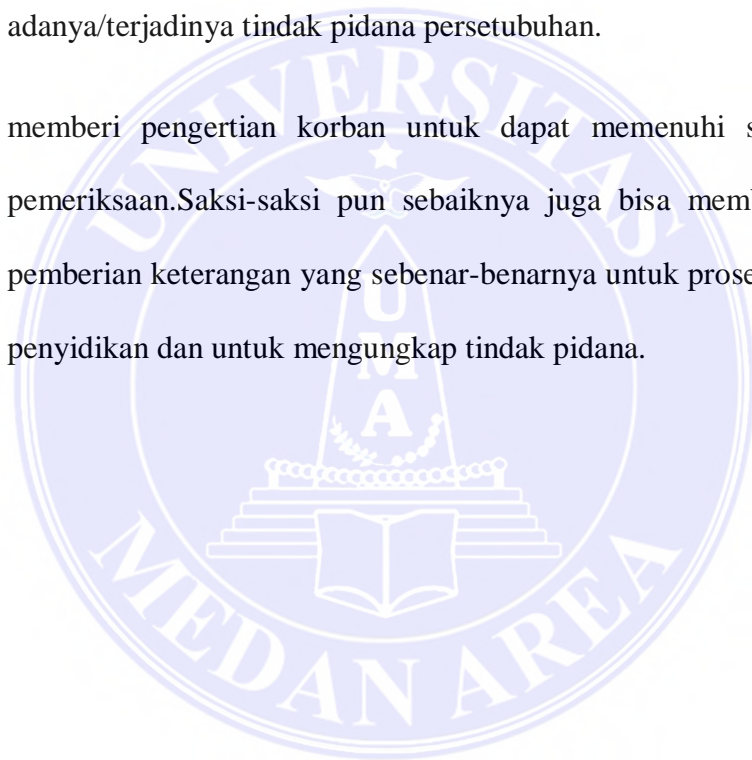 adanya/terjadinya tindak pidana persetubuhan.
memberi pengertian korban untuk dapat memenuhi
pemeriksaan.Saksi-saksi pun sebaiknya juga bisa
pemberian keterangan yang sebenar-benarnya untuk
penyidikan dan untuk mengungkap tindak pidana.
UNIVERSITAS
UMA
MEDAN AREA